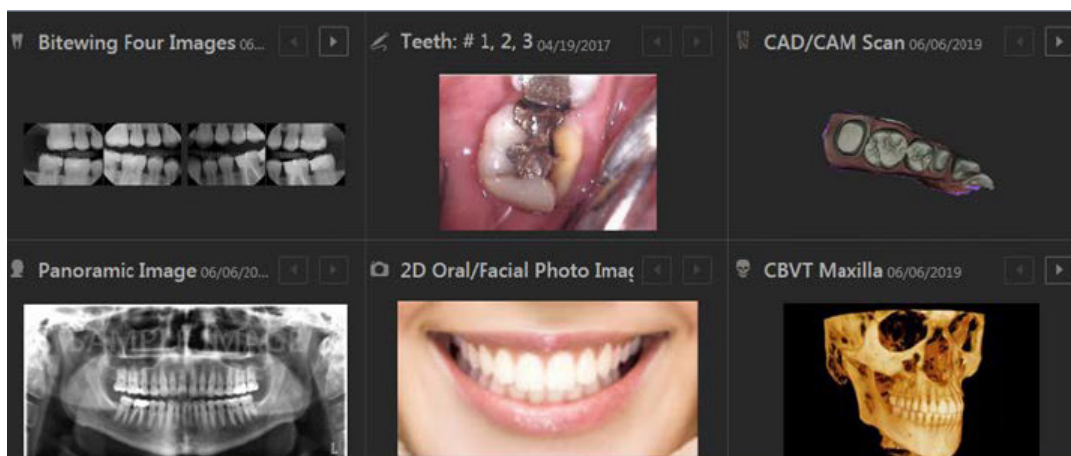 Bitewing Four Images 06...
Teeth: # 1, 2, 3 04/19/2017
CAD/CAM Scan 06/06/2019
Panoramic Image 06/06/20...
2D Oral/Facial Photo Imag
CBVT Maxilla 06/06/2019
SAMPLE IMAGE
L